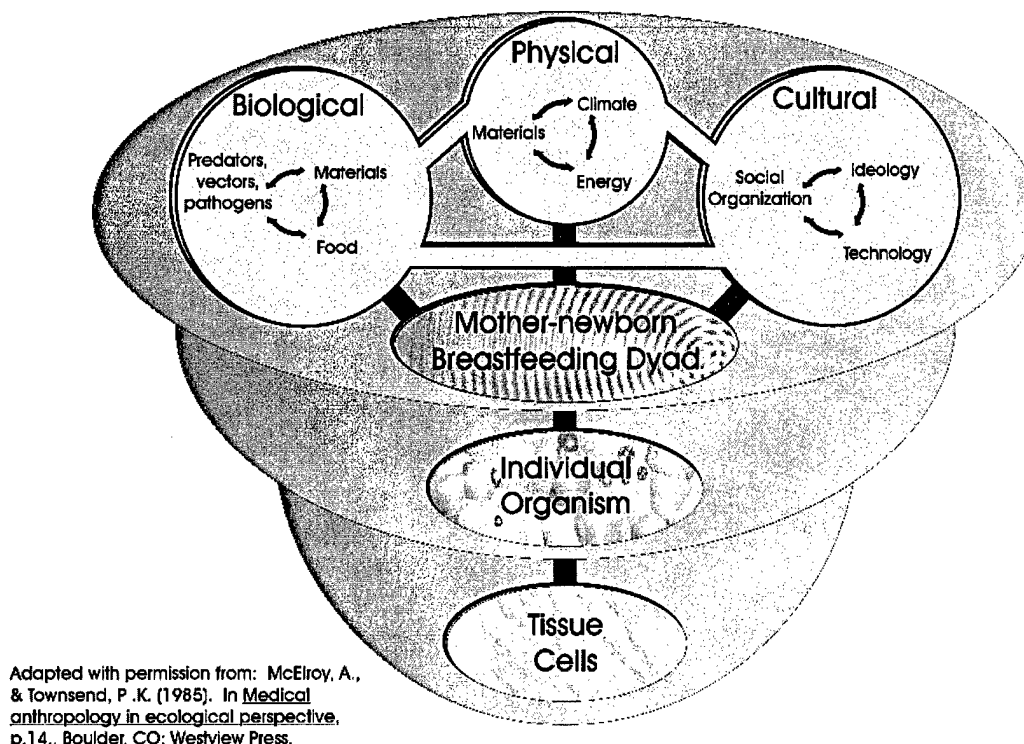 Physical
Climate
Materials
Energy
Biological
Predators,
vectors,
pathogens
Materials
Food
Cultural
Social
Organization
Ideology
Technology
Mother-newborn
Breastfeeding Dyad
Individual
Organism
Tissue
Cells
Adapted with permission from: McElroy, A.,
& Townsend, P .K. (1985). In Medical
anthropology in ecological perspective,
p.14., Boulder, CO: Westview Press.